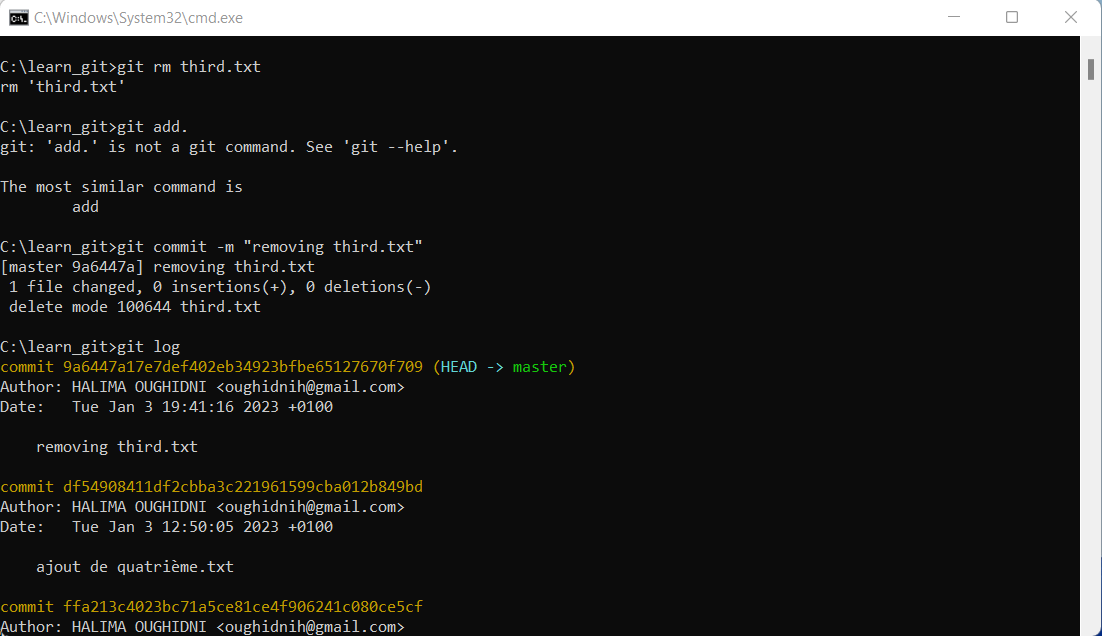 C:\Windows\System32\cmd.exe
C:\learn_git>git rm third.txt
rm 'third.txt'
C:\learn_git>git add.
git: 'add.' is not a git command. See 'git --help'.
The most similar command is
add
C:\learn_git>git commit -m "removing third.txt"
[master 9a6447a] removing third.txt
1 file changed, 0 insertions(+), 0 deletions(-)
delete mode 100644 third.txt
C:\learn_git>git log
commit 9a6447a17e7def402eb34923bfbe65127670f709 (HEAD -> master)
Author: HALIMA OUGHIDNI <oughidnih@gmail.com>
Date:   Tue Jan 3 19:41:16 2023 +0100
removing third.txt
commit df54908411df2cbba3c221961599cba012b849bd
Author: HALIMA OUGHIDNI <oughidnih@gmail.com>
Date:   Tue Jan 3 12:50:05 2023 +0100
ajout de quatrième.txt
commit ffa213c4023bc71a5ce81ce4f906241c080ce5cf
Author: HALIMA OUGHIDNI <oughidnih@gmail.com>